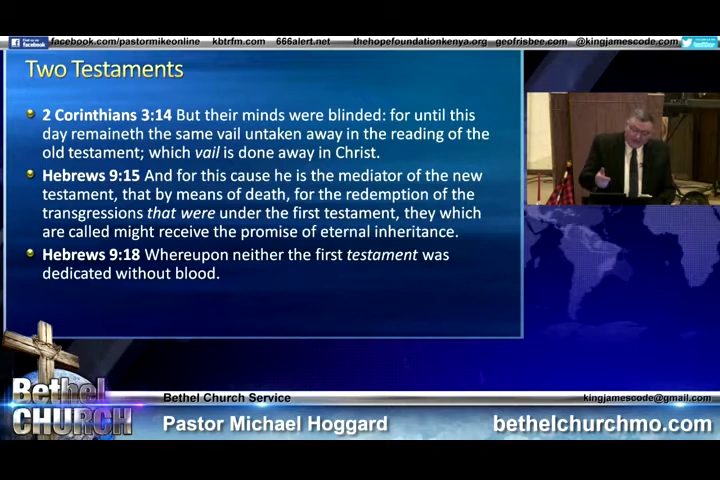 Find us on
facebook
facebook.com/pastormikeonline kbtrfm.com 666alert.net thehopefoundationkenya.org geofrisbee.com @kingjamescode.com twitter
Two Testaments
2 Corinthians 3:14 But their minds were blinded: for until this
day remaineth the same vail untaken away in the reading of the
old testament; which vail is done away in Christ.
Hebrews 9:15 And for this cause he is the mediator of the new
testament, that by means of death, for the redemption of the
transgressions that were under the first testament, they which
are called might receive the promise of eternal inheritance.
Hebrews 9:18 Whereupon neither the first testament was
dedicated without blood.
Bethel
CHURCH
Bethel Church Service kingjamescode@gmail.com
Pastor Michael Hoggard bethelchurchmo.com